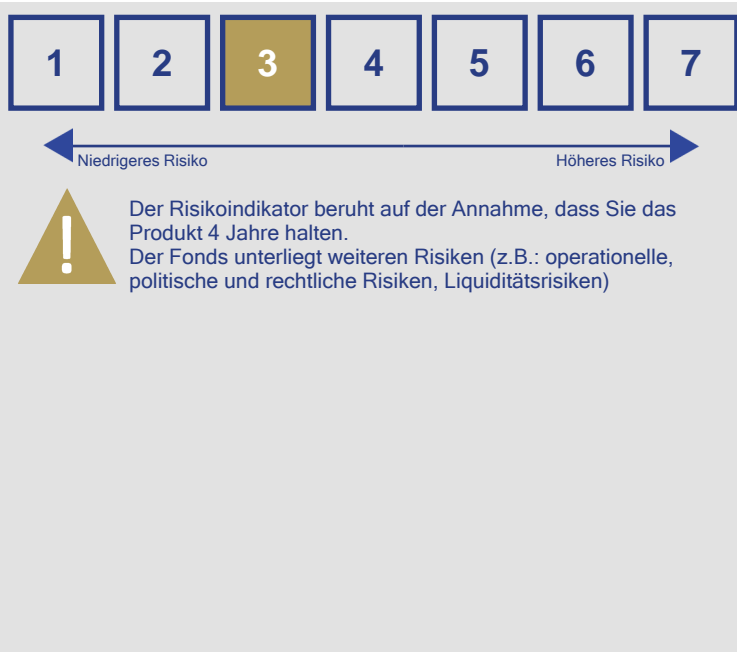 1 2 3 4 5 6 7
Niedrigeres Risiko Höheres Risiko
!
Der Risikoindikator beruht auf der Annahme, dass Sie das
Produkt 4 Jahre halten.
Der Fonds unterliegt weiteren Risiken (z.B.: operationelle,
politische und rechtliche Risiken, Liquiditätsrisiken)